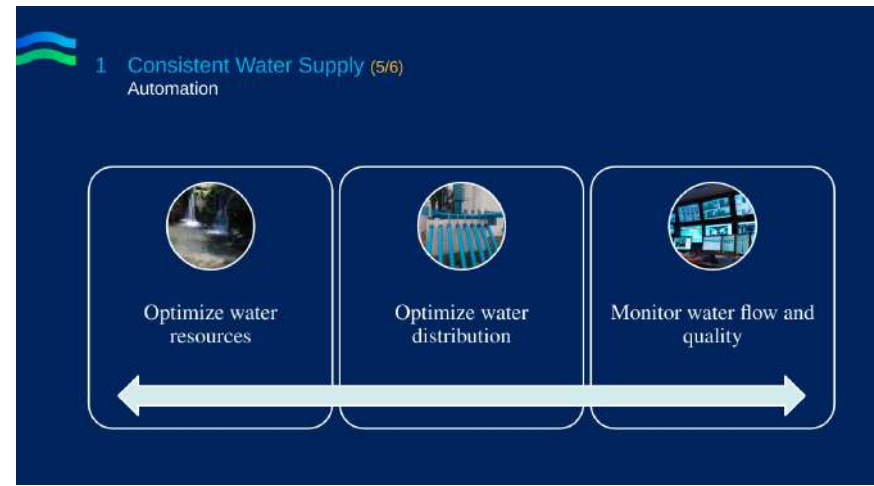 1 Consistent Water Supply (5/6)
Automation
Optimize water
resources
Optimize water
distribution
Monitor water flow and
quality